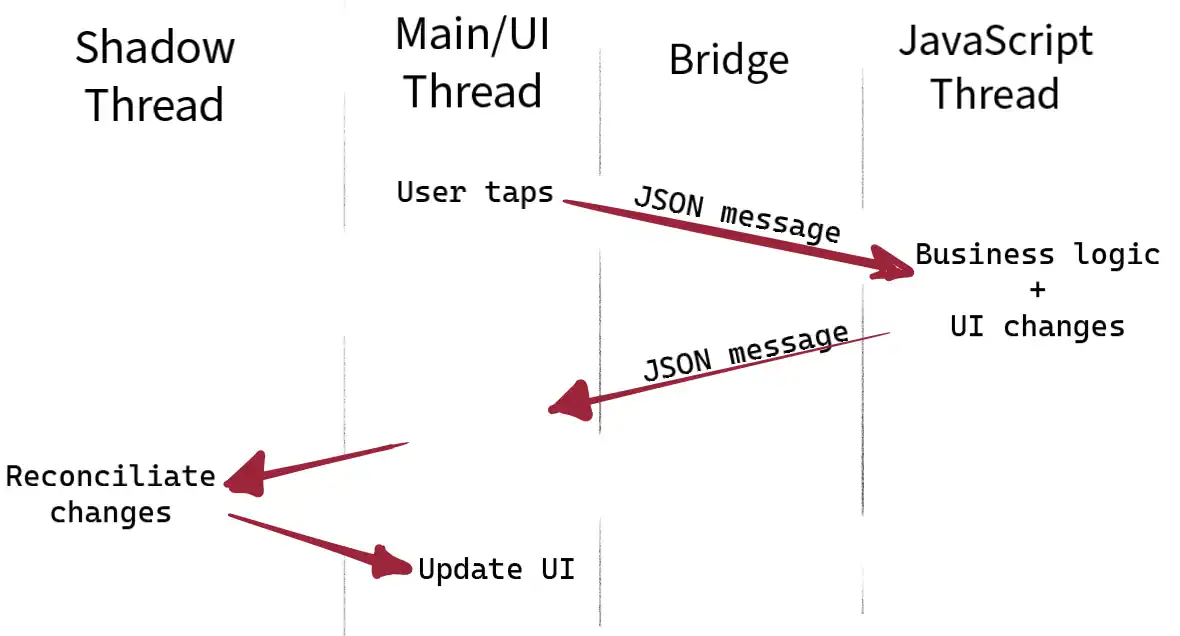 Shadow
Thread
Main/UI
Thread
Bridge
JavaScript
Thread
User taps
JSON message
Business logic
+
UI changes
JSON message
Reconciliate
changes
Update UI